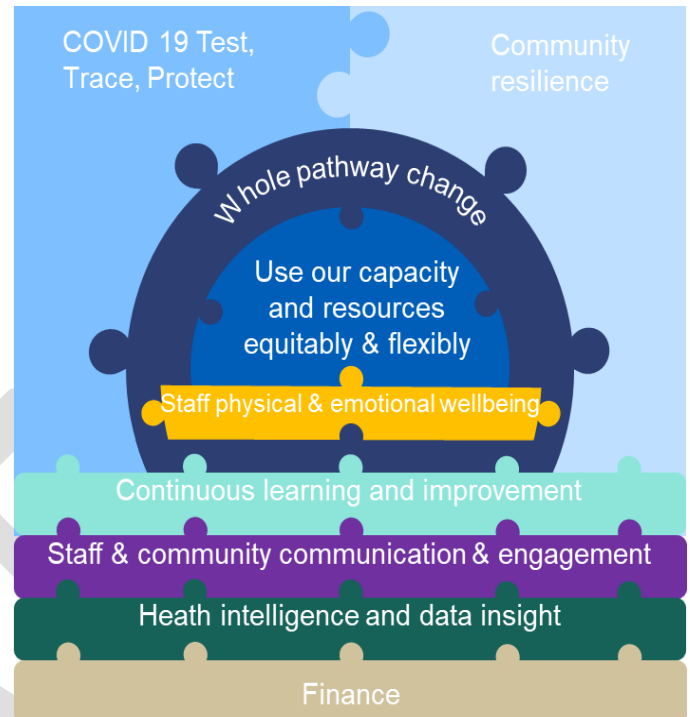 COVID 19 Test,
Trace, Protect
Community
resilience
Whole pathway change
Use our capacity
and resources
equitably & flexibly
Staff physical & emotional wellbeing
Continuous learning and improvement
Staff & community communication & engagement
Heath intelligence and data insight
Finance